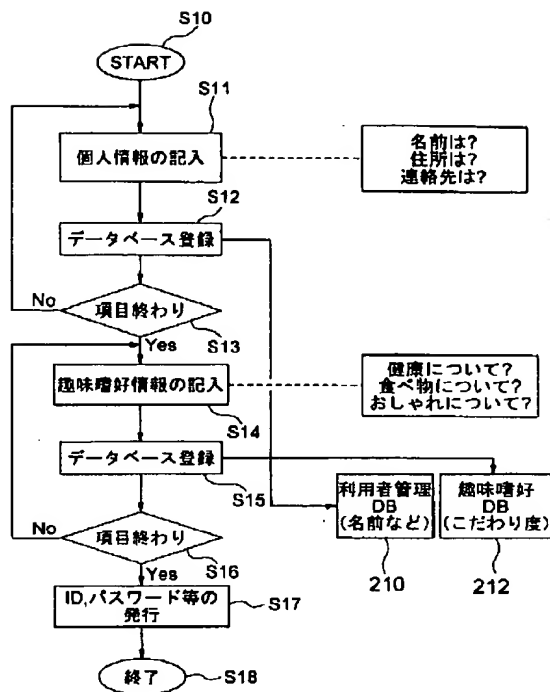 S10
START
S11
個人情報の記入
名前は?
住所は?
連絡先は?
S12
データベース登録
No
項目終わり
S13
Yes
趣味嗜好情報の記入
S14
健康について?
食べ物について?
おしゃれについて?
データベース登録
S15
利用者管理
DB
(名前など)
趣味嗜好
DB
(こだわり度)
No
項目終わり
S16
210
212
Yes
ID,パスワード等の
発行
S17
終了
S18